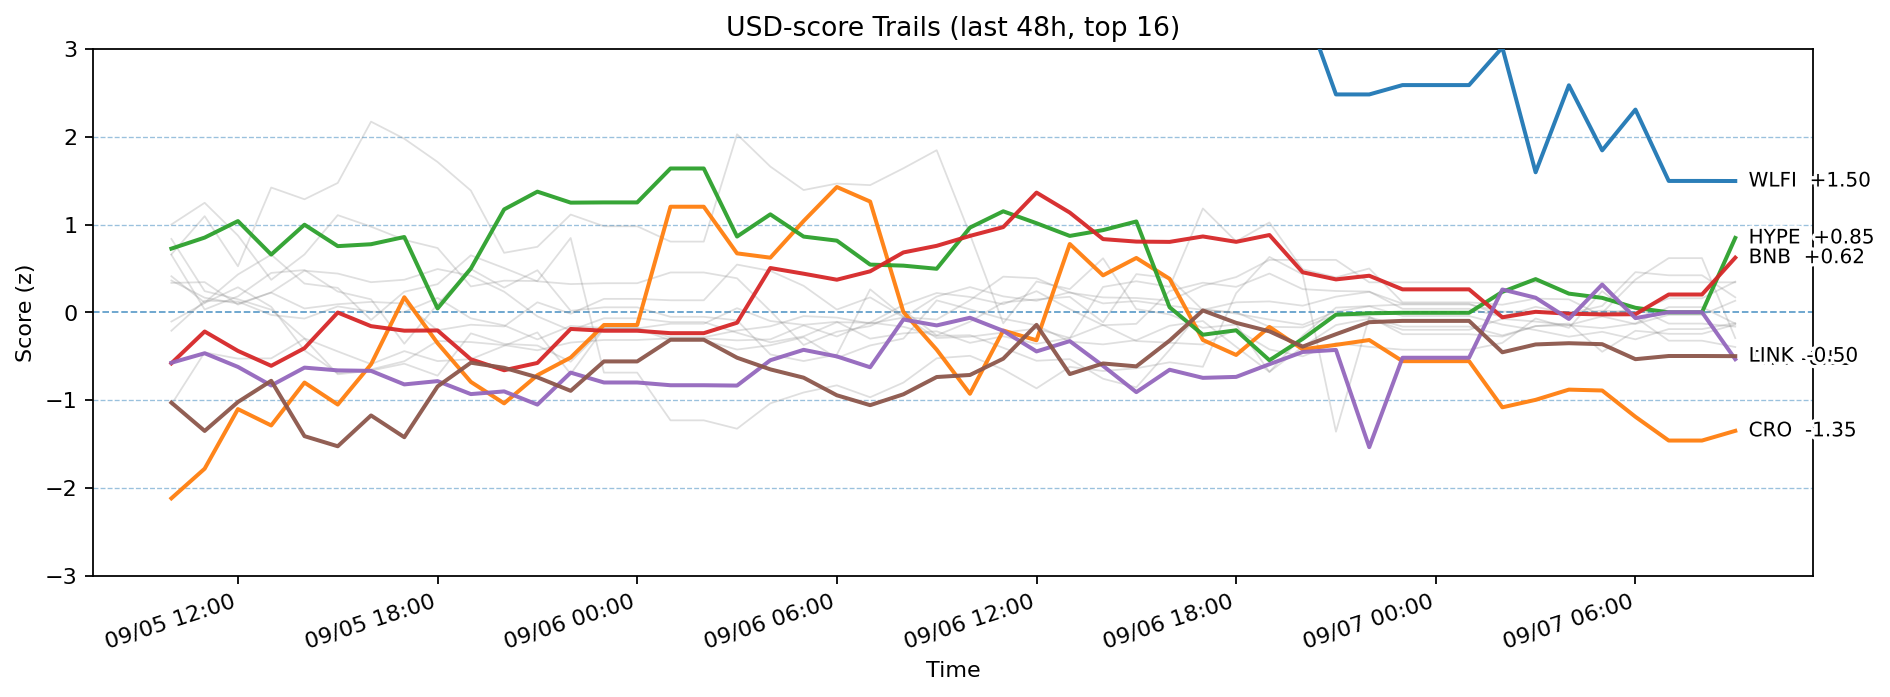 USD-score Trails (last 48h, top 16)
Score (z)
3
2
1
0
−1
−2
−3
WLFI +1.50
HYPE +0.85
BNB +0.62
LINK -0.50
CRO -1.35
09/05 12:00
09/05 18:00
09/06 00:00
09/06 06:00
09/06 12:00
09/06 18:00
09/07 00:00
09/07 06:00
Time